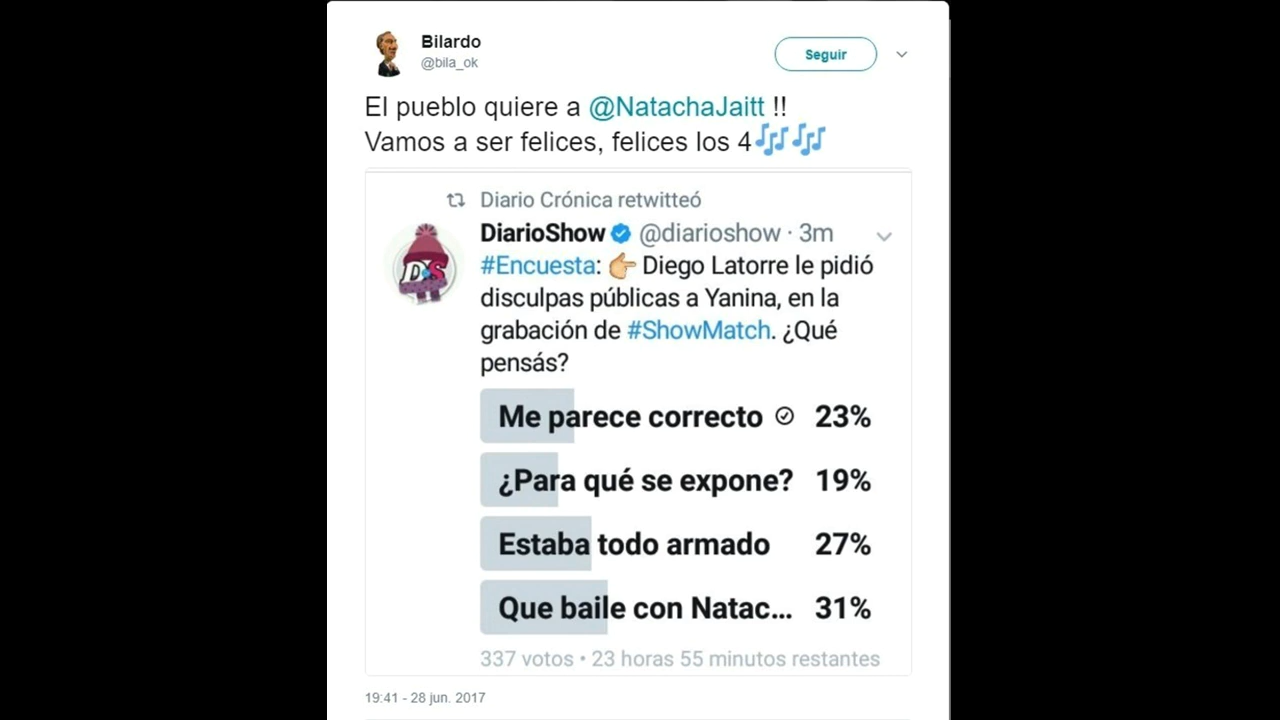 Bilardo
@bila_ok
Seguir
El pueblo quiere a @NatachaJaitt !!
Vamos a ser felices, felices los 4🎶🎶
Diario Crónica retwitteó
DiarioShow @diarioshow · 3m
DS
#Encuesta: 👉 Diego Latorre le pidió
disculpas públicas a Yanina, en la
grabación de #ShowMatch. ¿Qué
pensás?
Me parece correcto 23%
¿Para qué se expone? 19%
Estaba todo armado 27%
Que baile con Natac... 31%
337 votos • 23 horas 55 minutos restantes
19:41 - 28 jun. 2017